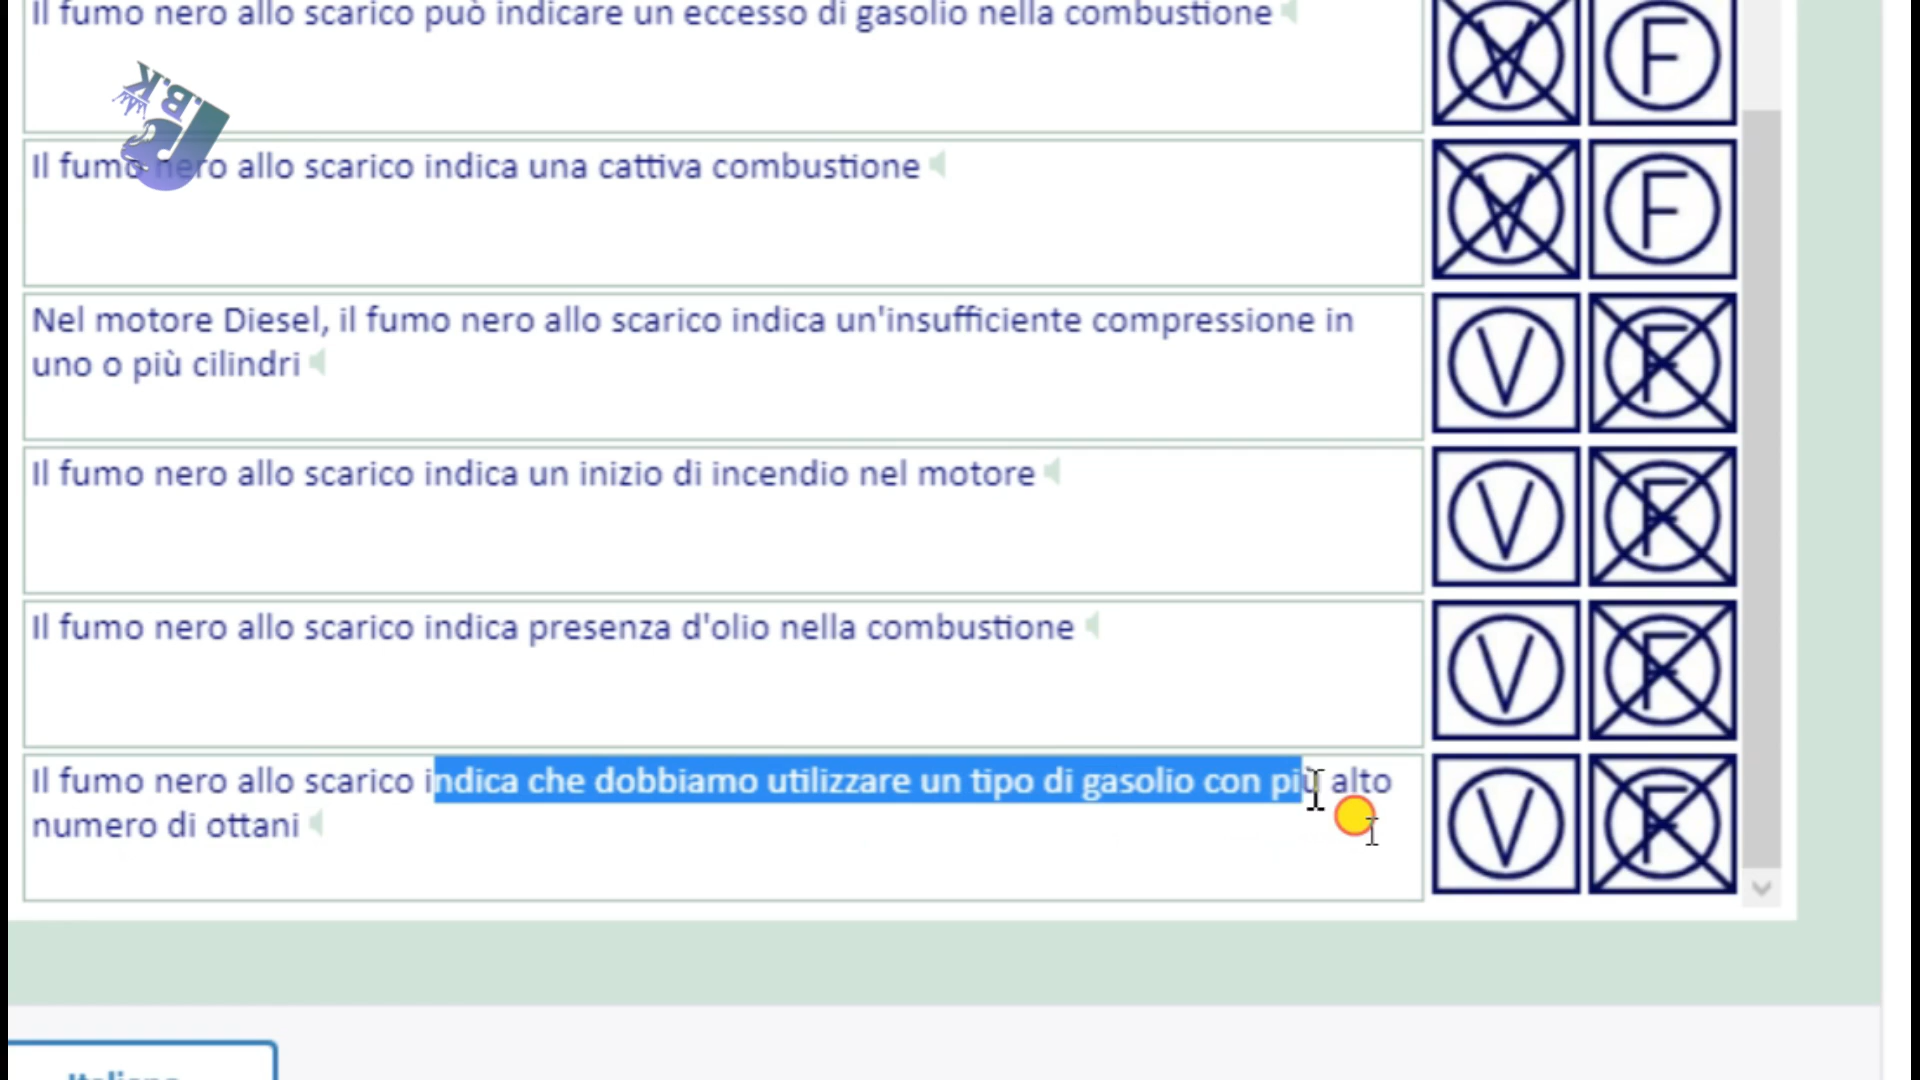 Il fumo nero allo scarico può indicare un eccesso di gasolio nella combustione
V F
J.B.K
Il fumo nero allo scarico indica una cattiva combustione
V F
Nel motore Diesel, il fumo nero allo scarico indica un'insufficiente compressione in
uno o più cilindri
V F
Il fumo nero allo scarico indica un inizio di incendio nel motore
V F
Il fumo nero allo scarico indica presenza d'olio nella combustione
V F
Il fumo nero allo scarico indica che dobbiamo utilizzare un tipo di gasolio con più alto
numero di ottani
V F
Italiano